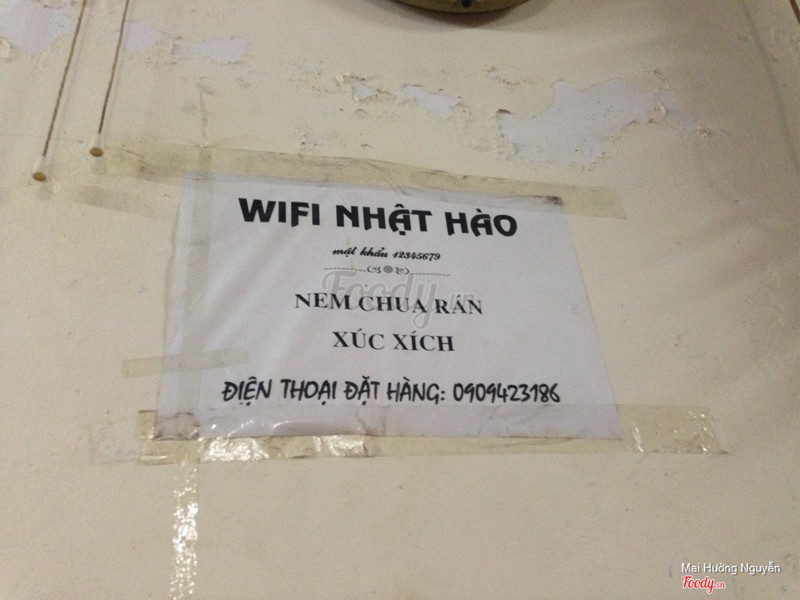 WIFI NHẬT HÀO
mật khẩu 12345679
Foody.vn
NEM CHUA RÁN
XÚC XÍCH
ĐIỆN THOẠI ĐẶT HÀNG: 0909423186
Mai Hường Nguyễn
Foody.vn